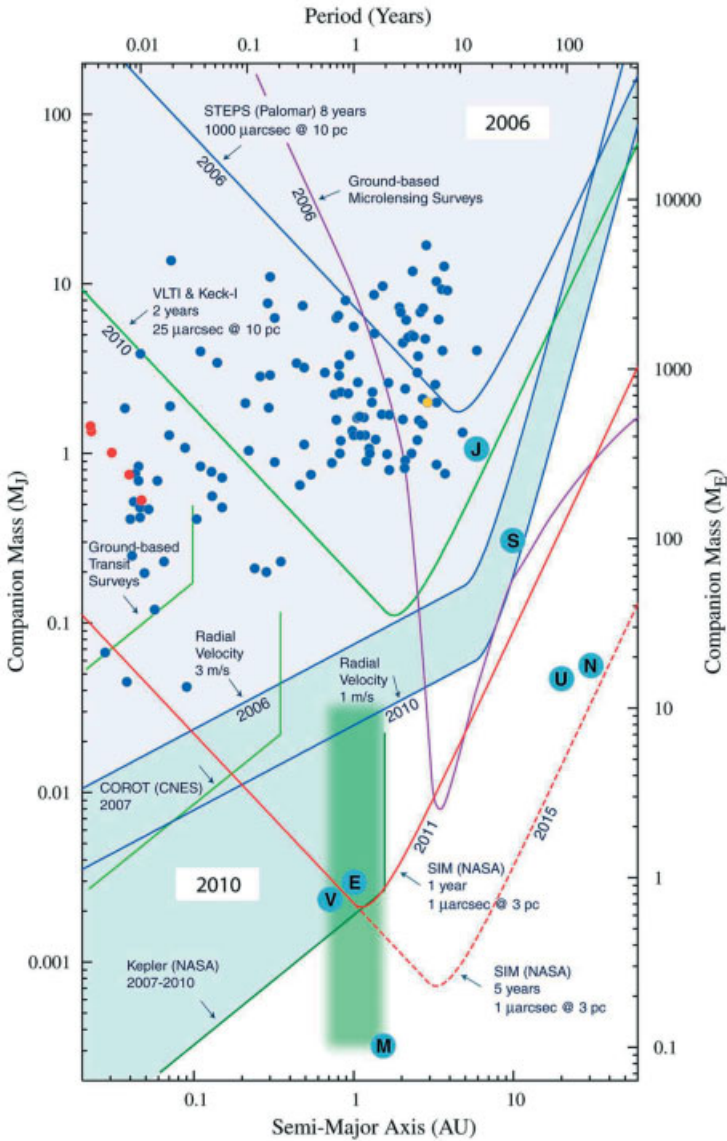 Period (Years)
0.01
0.1
1
10
100
100
10
1
0.1
0.01
0.001
Companion Mass (MJ)
10000
1000
100
10
1
0.1
Companion Mass (ME)
STEPS (Palomar) 8 years
1000 μarcsec @ 10 pc
2006
2006
2006
Ground-based
Microlensing Surveys
VLTI & Keck-I
2 years
25 μarcsec @ 10 pc
2010
J
S
Ground-based
Transit
Surveys
Radial
Velocity
3 m/s
2006
Radial
Velocity
1 m/s
2010
U
N
COROT (CNES)
2007
2010
V
E
2011
SIM (NASA)
1 year
1 μarcsec @ 3 pc
2015
Kepler (NASA)
2007-2010
SIM (NASA)
5 years
1 μarcsec @ 3 pc
M
0.1
1
10
Semi-Major Axis (AU)